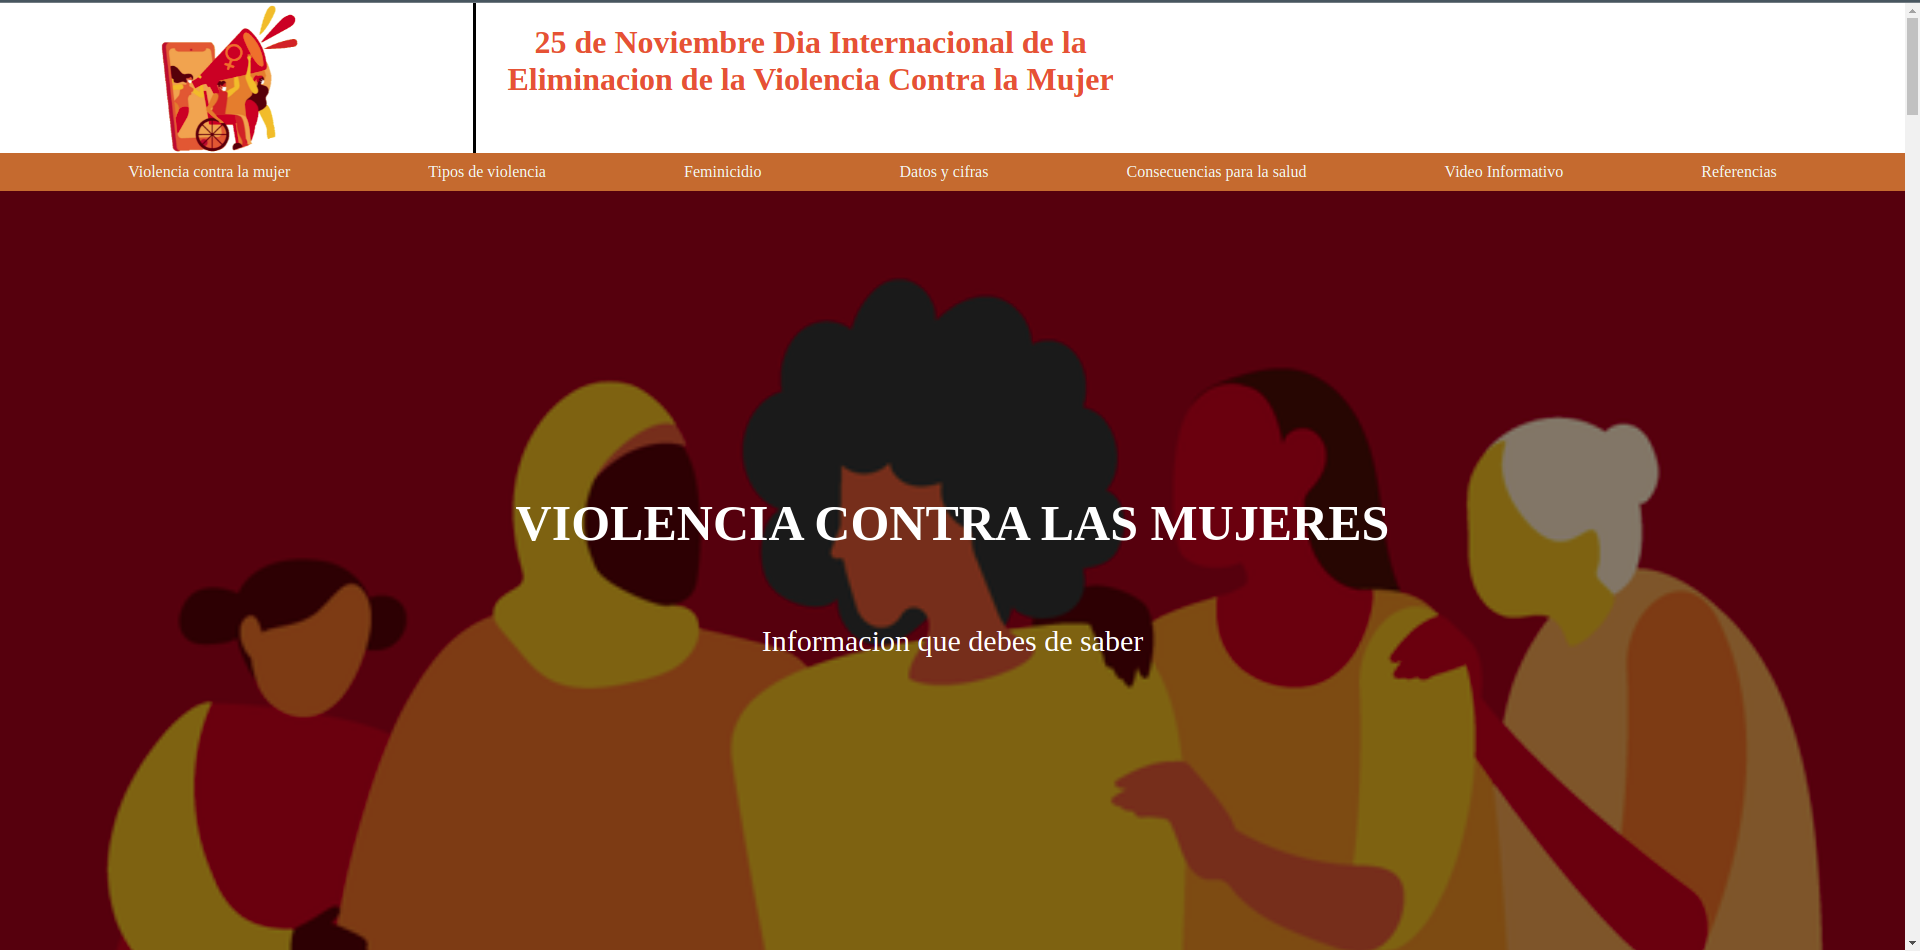 25 de Noviembre Dia Internacional de la
Eliminacion de la Violencia Contra la Mujer
Violencia contra la mujer
Tipos de violencia
Feminicidio
Datos y cifras
Consecuencias para la salud
Video Informativo
Referencias
VIOLENCIA CONTRA LAS MUJERES
Informacion que debes de saber